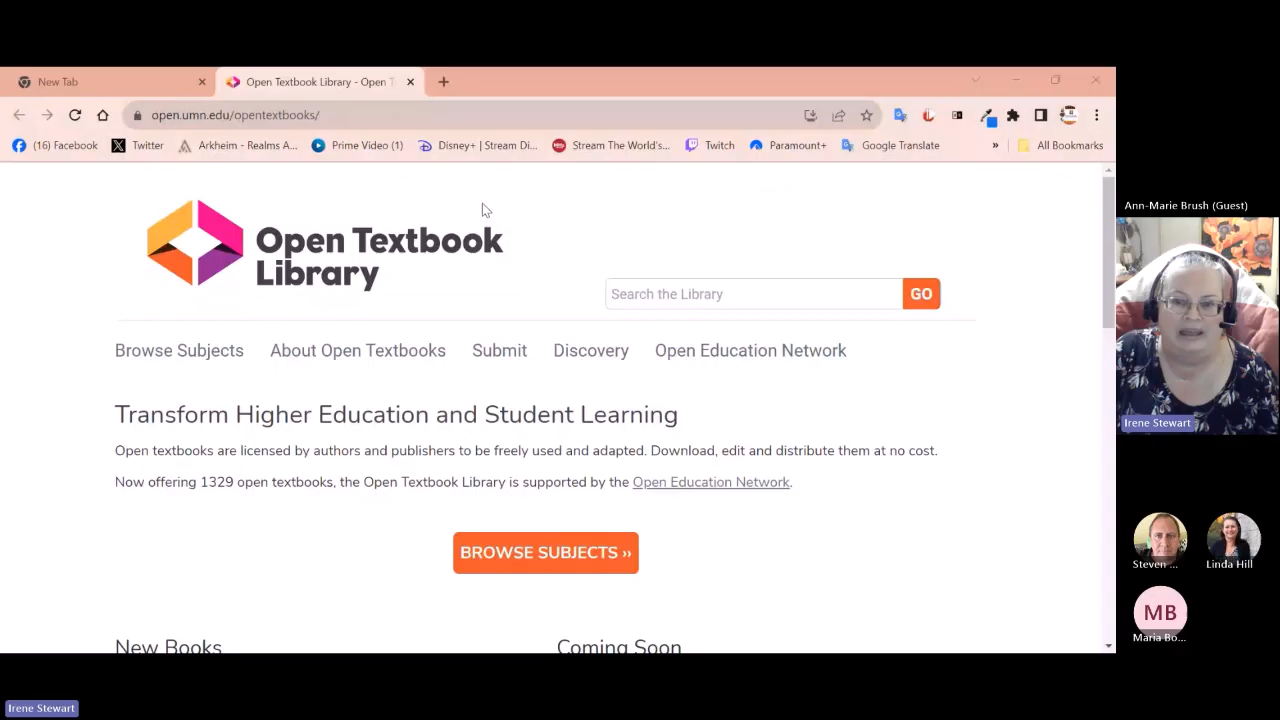 New Tab
Open Textbook Library - Open T
open.umn.edu/opentextbooks/
(16) Facebook
Twitter
Arkheim - Realms A...
Prime Video (1)
Disney+ | Stream Di...
Stream The World's...
Twitch
Paramount+
Google Translate
»
All Bookmarks
Open Textbook
Library
Search the Library
GO
Browse Subjects
About Open Textbooks
Submit
Discovery
Open Education Network
Transform Higher Education and Student Learning
Open textbooks are licensed by authors and publishers to be freely used and adapted. Download, edit and distribute them at no cost.
Now offering 1329 open textbooks, the Open Textbook Library is supported by the Open Education Network.
BROWSE SUBJECTS ››
New Books
Coming Soon
Ann-Marie Brush (Guest)
Irene Stewart
Steven ...
Linda Hill
MB
Maria Bo...
Irene Stewart